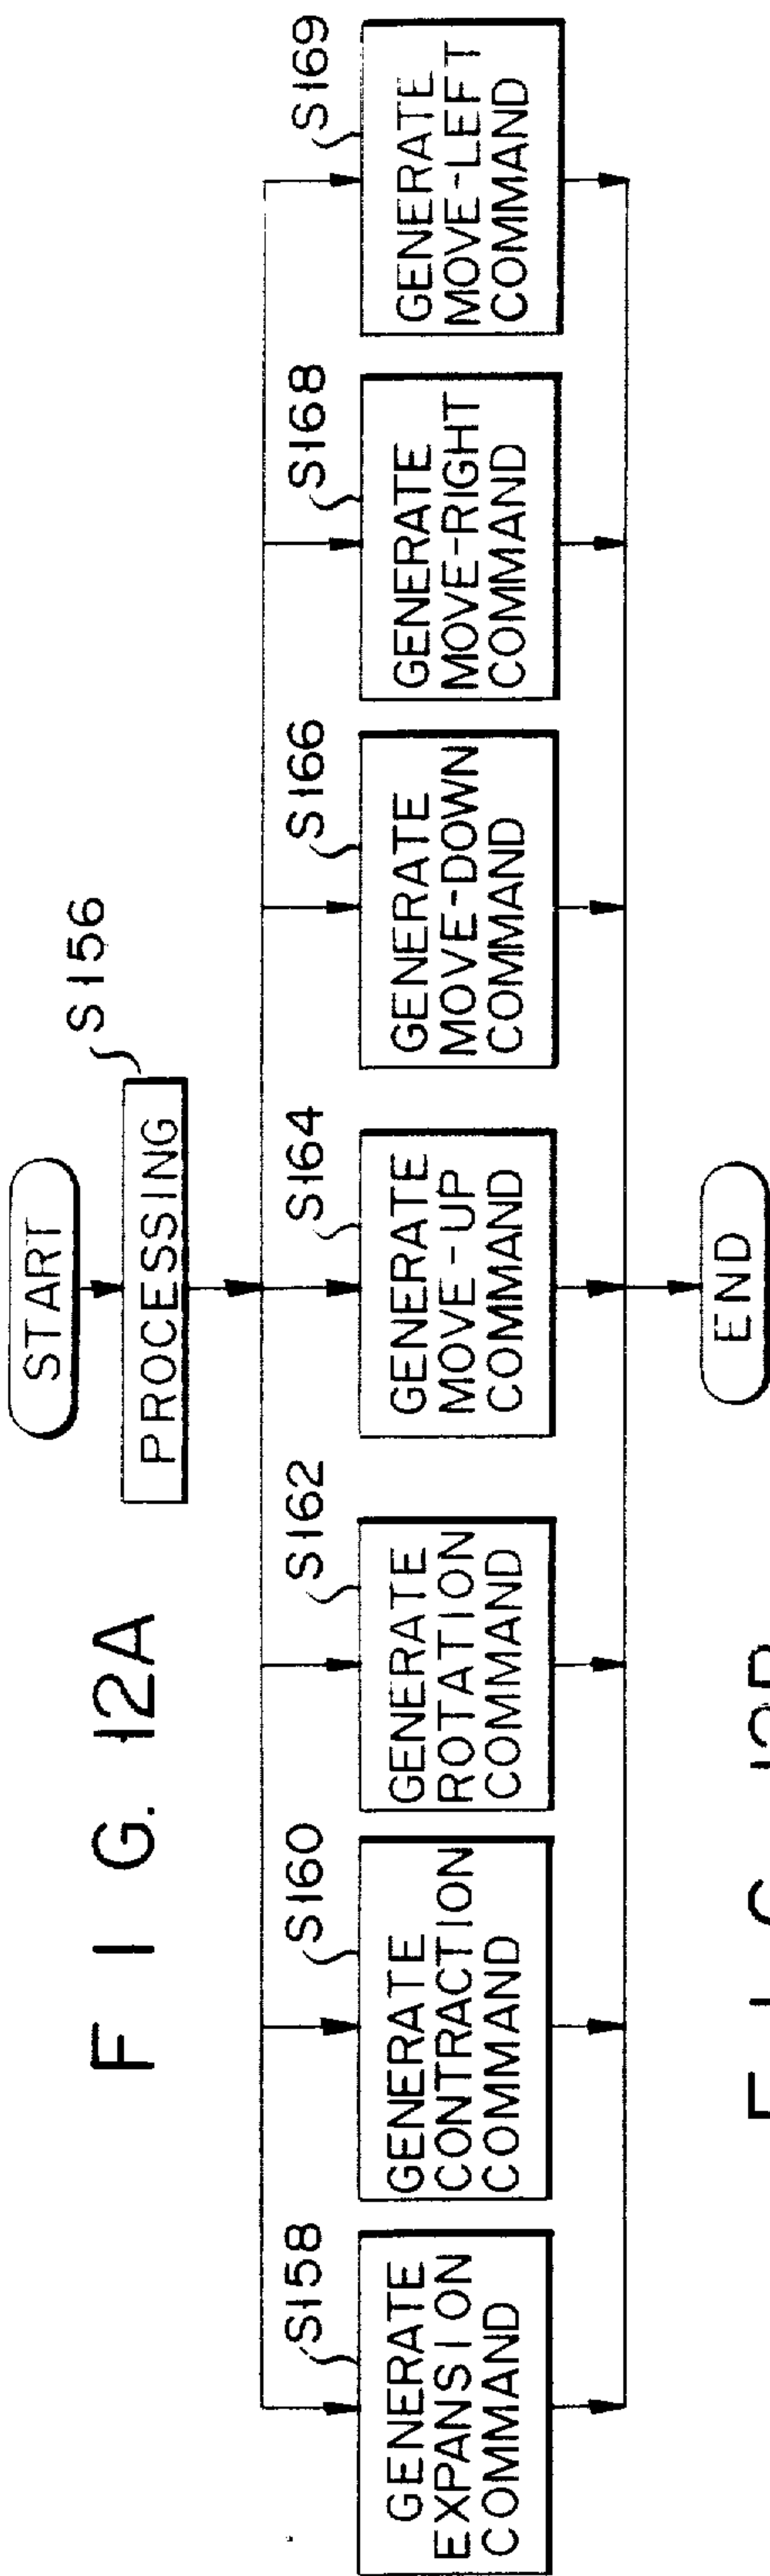 F I G. 12A
START
PROCESSING
S156
GENERATE
EXPANSION
COMMAND
S158
GENERATE
CONTRACTION
COMMAND
S160
GENERATE
ROTATION
COMMAND
S162
GENERATE
MOVE-UP
COMMAND
S164
GENERATE
MOVE-DOWN
COMMAND
S166
GENERATE
MOVE-RIGHT
COMMAND
S168
GENERATE
MOVE-LEFT
COMMAND
S169
END